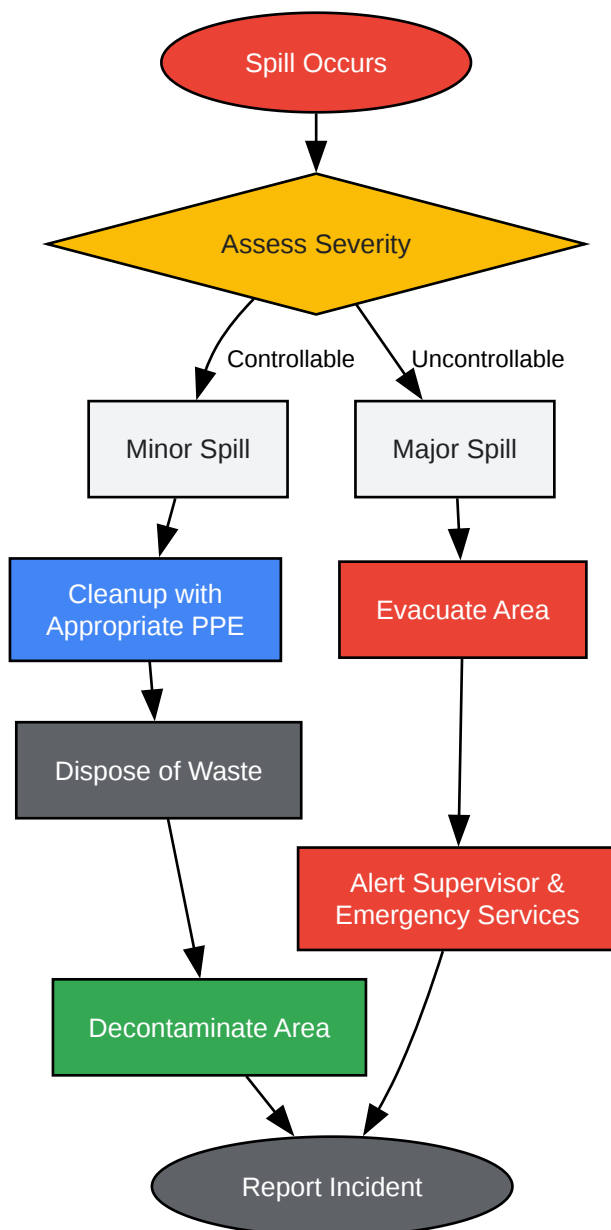 Spill Occurs
Assess Severity
Controllable
Uncontrollable
Minor Spill
Major Spill
Cleanup with
Appropriate PPE
Evacuate Area
Dispose of Waste
Alert Supervisor &
Emergency Services
Decontaminate Area
Report Incident